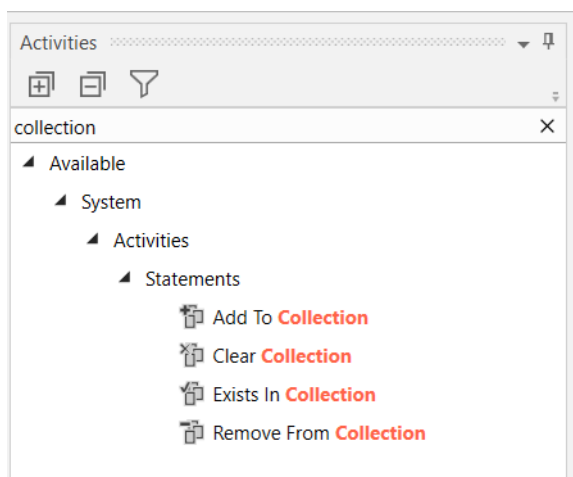 Activities
collection
Available
System
Activities
Statements
Add To Collection
Clear Collection
Exists In Collection
Remove From Collection